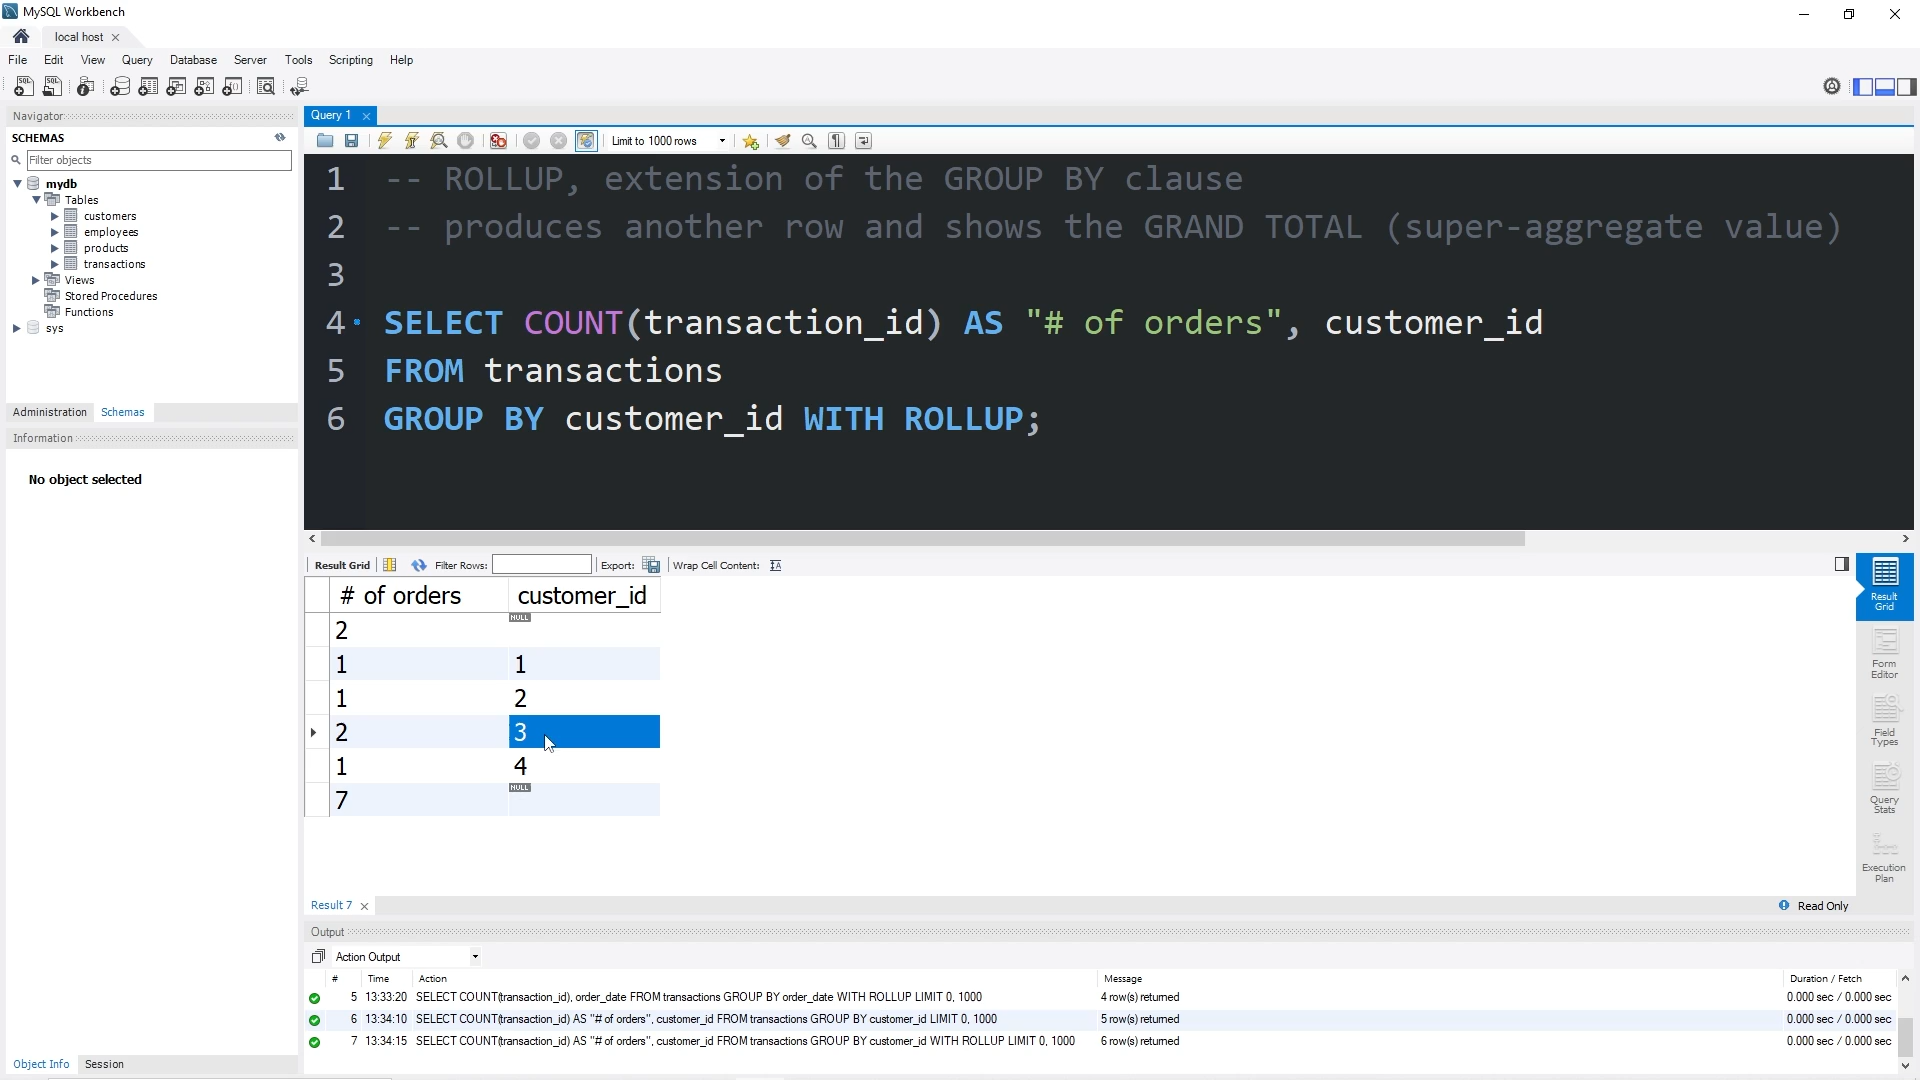 MySQL Workbench
local host
File Edit View Query Database Server Tools Scripting Help
Navigator
SCHEMAS
Filter objects
mydb
Tables
customers
employees
products
transactions
Views
Stored Procedures
Functions
sys
Administration Schemas
Information
No object selected
Object Info Session
Query 1
Limit to 1000 rows
1 -- ROLLUP, extension of the GROUP BY clause
2 -- produces another row and shows the GRAND TOTAL (super-aggregate value)
3
4 SELECT COUNT(transaction_id) AS "# of orders", customer_id
5 FROM transactions
6 GROUP BY customer_id WITH ROLLUP;
Result Grid Filter Rows: Export: Wrap Cell Content:
# of orders customer_id
2 NULL
1 1
1 2
2 3
1 4
7 NULL
Result Grid
Form Editor
Field Types
Query Stats
Execution Plan
Result 7
Read Only
Output
Action Output
# Time Action Message Duration / Fetch
5 13:33:20 SELECT COUNT(transaction_id), order_date FROM transactions GROUP BY order_date WITH ROLLUP LIMIT 0, 1000 4 row(s) returned 0.000 sec / 0.000 sec
6 13:34:10 SELECT COUNT(transaction_id) AS "# of orders", customer_id FROM transactions GROUP BY customer_id LIMIT 0, 1000 5 row(s) returned 0.000 sec / 0.000 sec
7 13:34:15 SELECT COUNT(transaction_id) AS "# of orders", customer_id FROM transactions GROUP BY customer_id WITH ROLLUP LIMIT 0, 1000 6 row(s) returned 0.000 sec / 0.000 sec